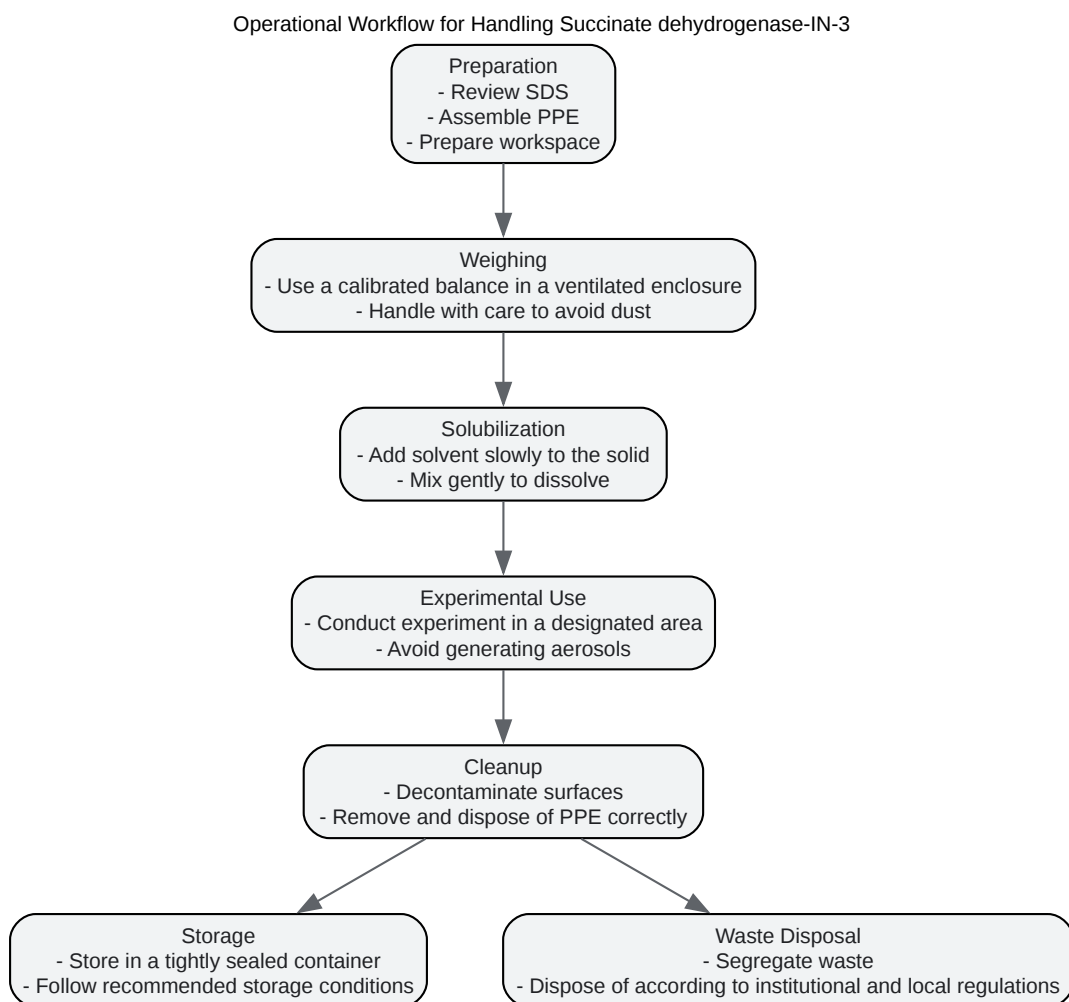 Operational Workflow for Handling Succinate dehydrogenase-IN-3
Preparation
- Review SDS
- Assemble PPE
- Prepare workspace
Weighing
- Use a calibrated balance in a ventilated enclosure
- Handle with care to avoid dust
Solubilization
- Add solvent slowly to the solid
- Mix gently to dissolve
Experimental Use
- Conduct experiment in a designated area
- Avoid generating aerosols
Cleanup
- Decontaminate surfaces
- Remove and dispose of PPE correctly
Storage
- Store in a tightly sealed container
- Follow recommended storage conditions
Waste Disposal
- Segregate waste
- Dispose of according to institutional and local regulations